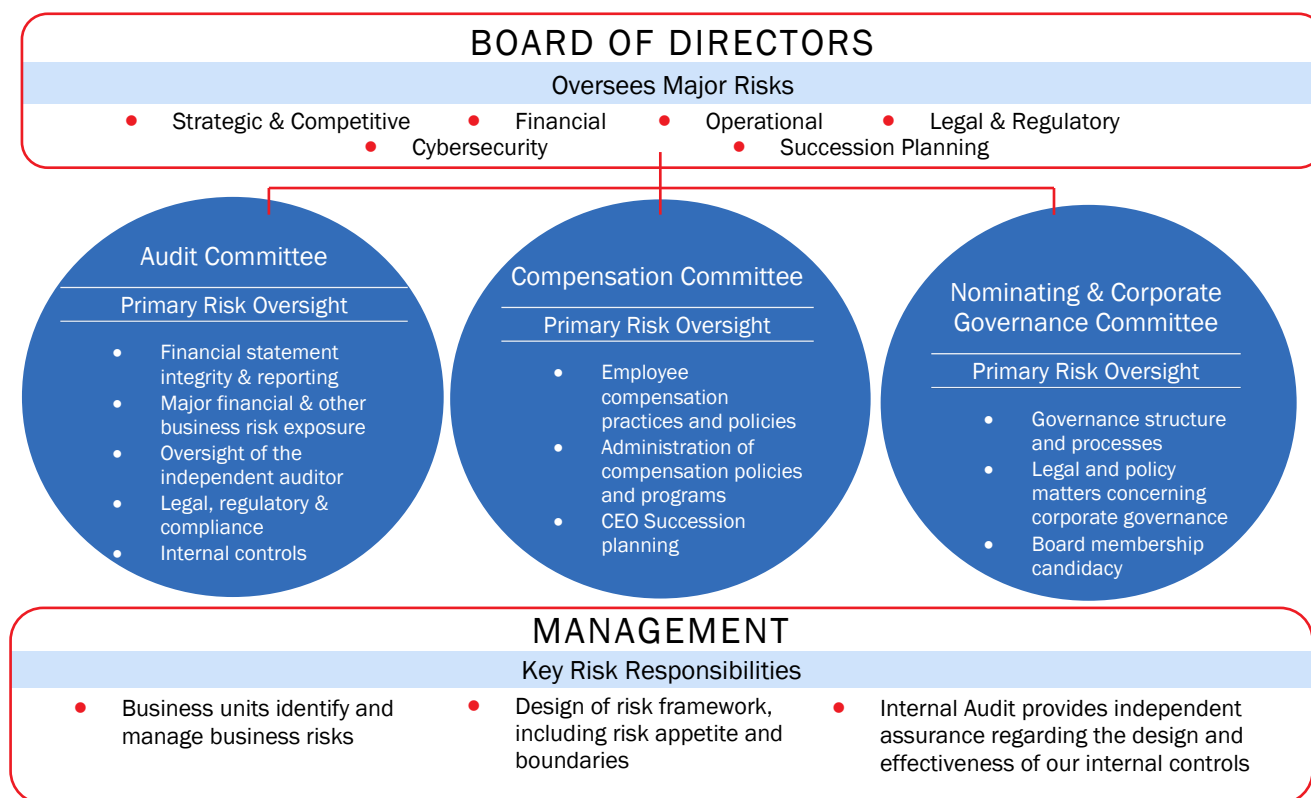 BOARD OF DIRECTORS
Oversees Major Risks
• Strategic & Competitive • Financial • Operational • Legal & Regulatory
• Cybersecurity • Succession Planning
Audit Committee
Primary Risk Oversight
• Financial statement
integrity & reporting
• Major financial & other
business risk exposure
• Oversight of the
independent auditor
• Legal, regulatory &
compliance
• Internal controls
Compensation Committee
Primary Risk Oversight
• Employee
compensation
practices and policies
• Administration of
compensation policies
and programs
• CEO Succession
planning
Nominating & Corporate
Governance Committee
Primary Risk Oversight
• Governance structure
and processes
• Legal and policy
matters concerning
corporate governance
• Board membership
candidacy
MANAGEMENT
Key Risk Responsibilities
• Business units identify and
manage business risks
• Design of risk framework,
including risk appetite and
boundaries
• Internal Audit provides independent
assurance regarding the design and
effectiveness of our internal controls